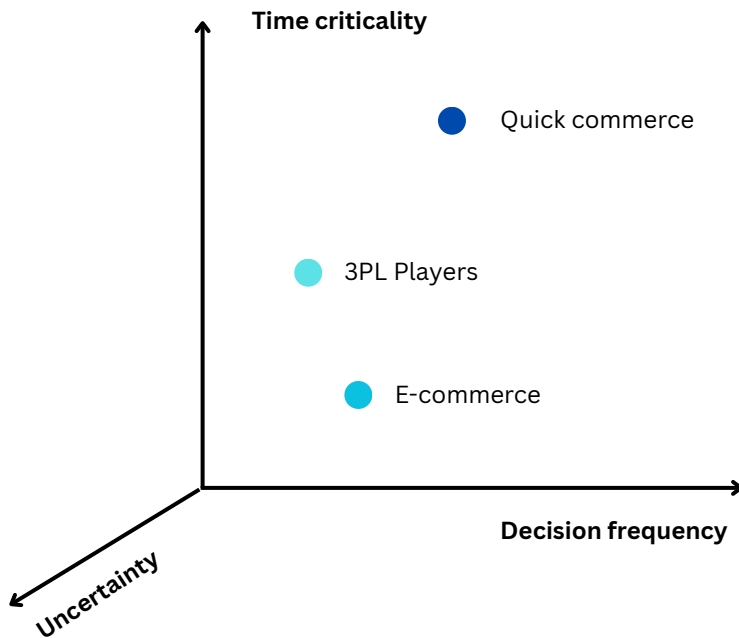 Time criticality
Quick commerce
3PL Players
E-commerce
Decision frequency
Uncertainty